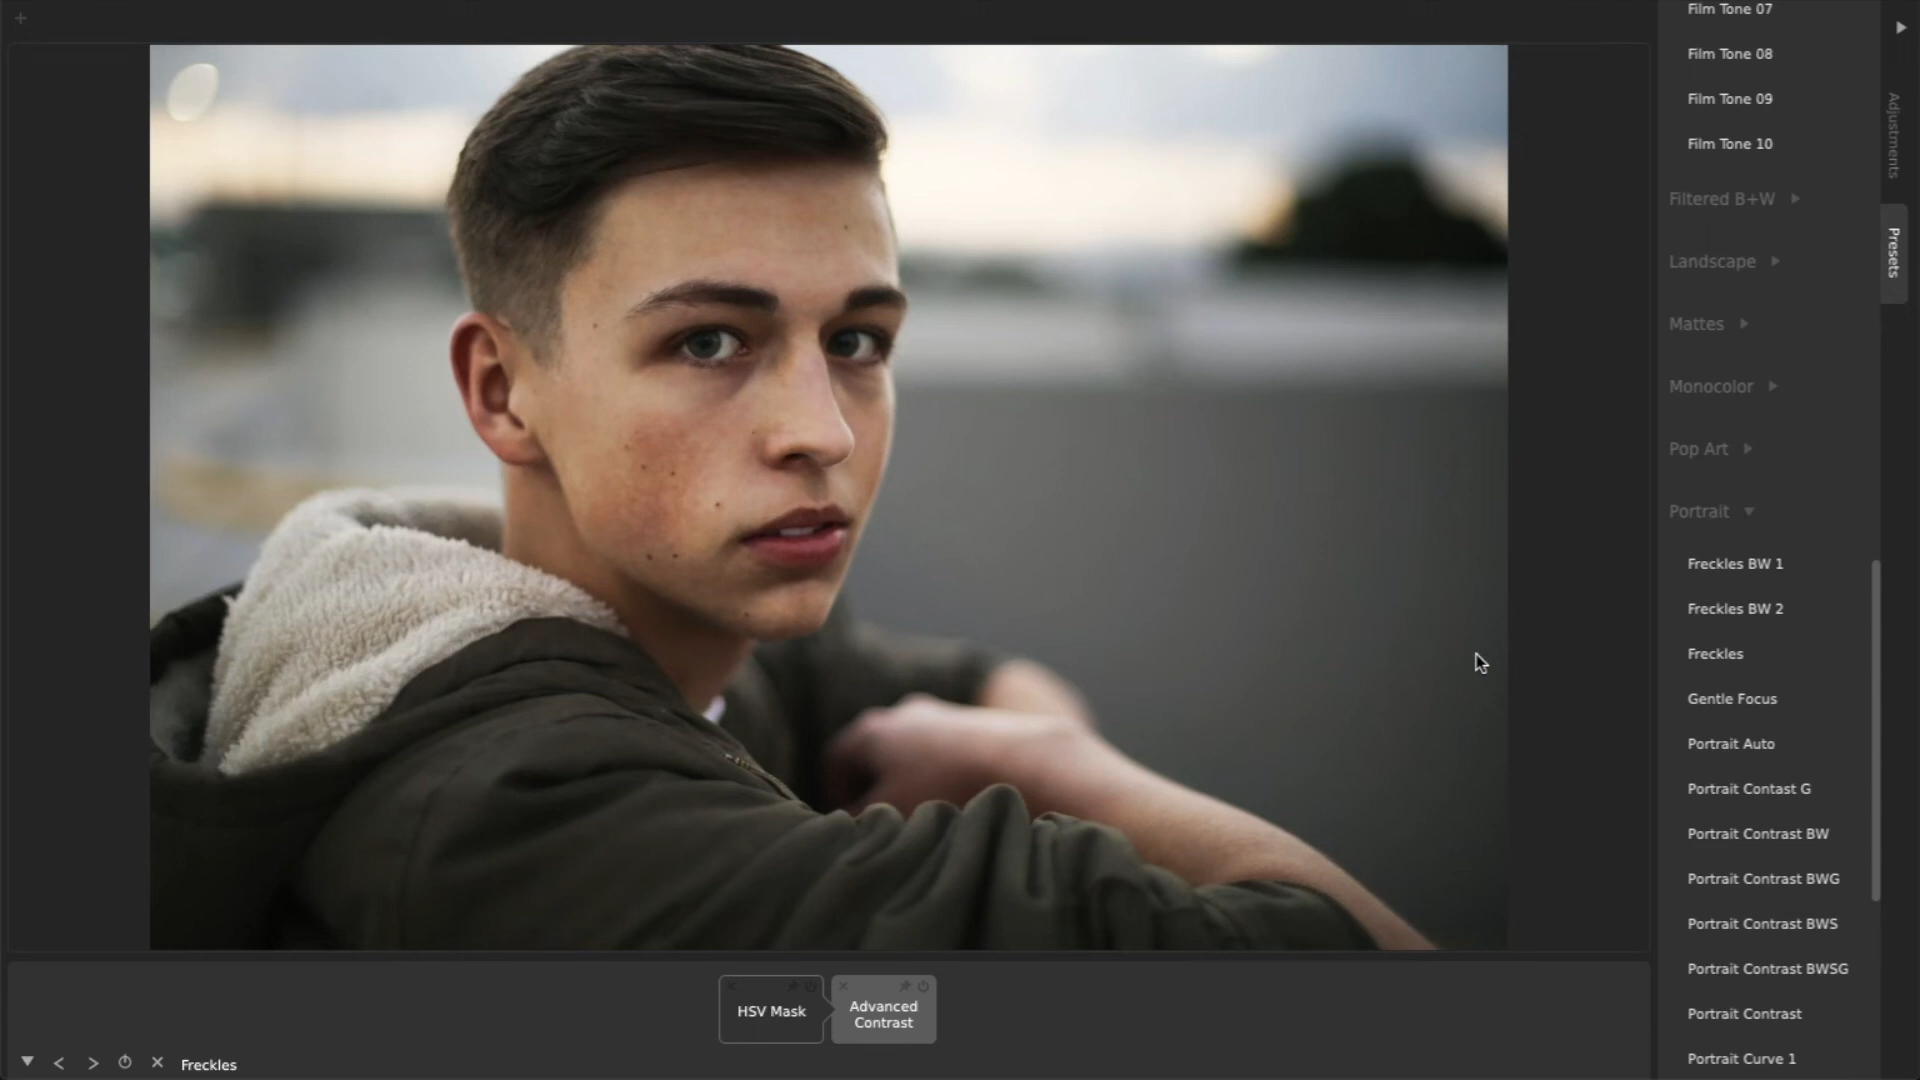 Film Tone 07
Film Tone 08
Film Tone 09
Film Tone 10
Filtered B+W
Landscape
Mattes
Monocolor
Pop Art
Portrait
Freckles BW 1
Freckles BW 2
Freckles
Gentle Focus
Portrait Auto
Portrait Contast G
Portrait Contrast BW
Portrait Contrast BWG
Portrait Contrast BWS
Portrait Contrast BWSG
Portrait Contrast
Portrait Curve 1
Adjustments
Presets
HSV Mask
Advanced
Contrast
Freckles